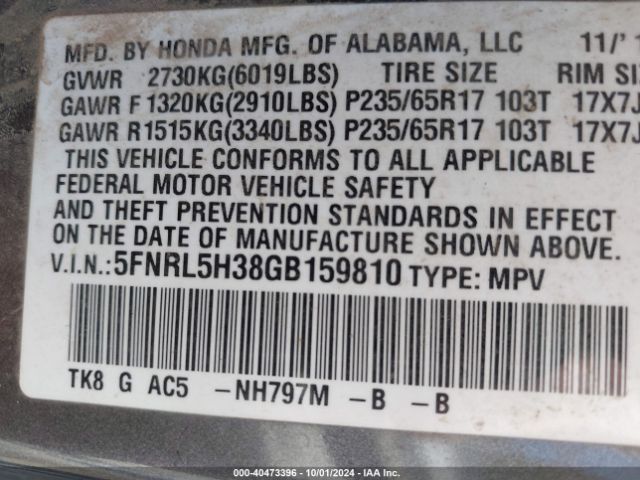 MFD. BY HONDA MFG. OF ALABAMA, LLC 11/'1
GVWR 2730KG(6019LBS) TIRE SIZE RIM SI
GAWR F1320KG(2910LBS) P235/65R17 103T 17X7J
GAWR R1515KG(3340LBS) P235/65R17 103T 17X7J
THIS VEHICLE CONFORMS TO ALL APPLICABLE
FEDERAL MOTOR VEHICLE SAFETY
AND THEFT PREVENTION STANDARDS IN EFFECT
ON THE DATE OF MANUFACTURE SHOWN ABOVE.
V.I.N.:5FNRL5H38GB159810 TYPE: MPV
TK8 G AC5 -NH797M -B -B
000-40473396 - 10/01/2024 - IAA Inc.